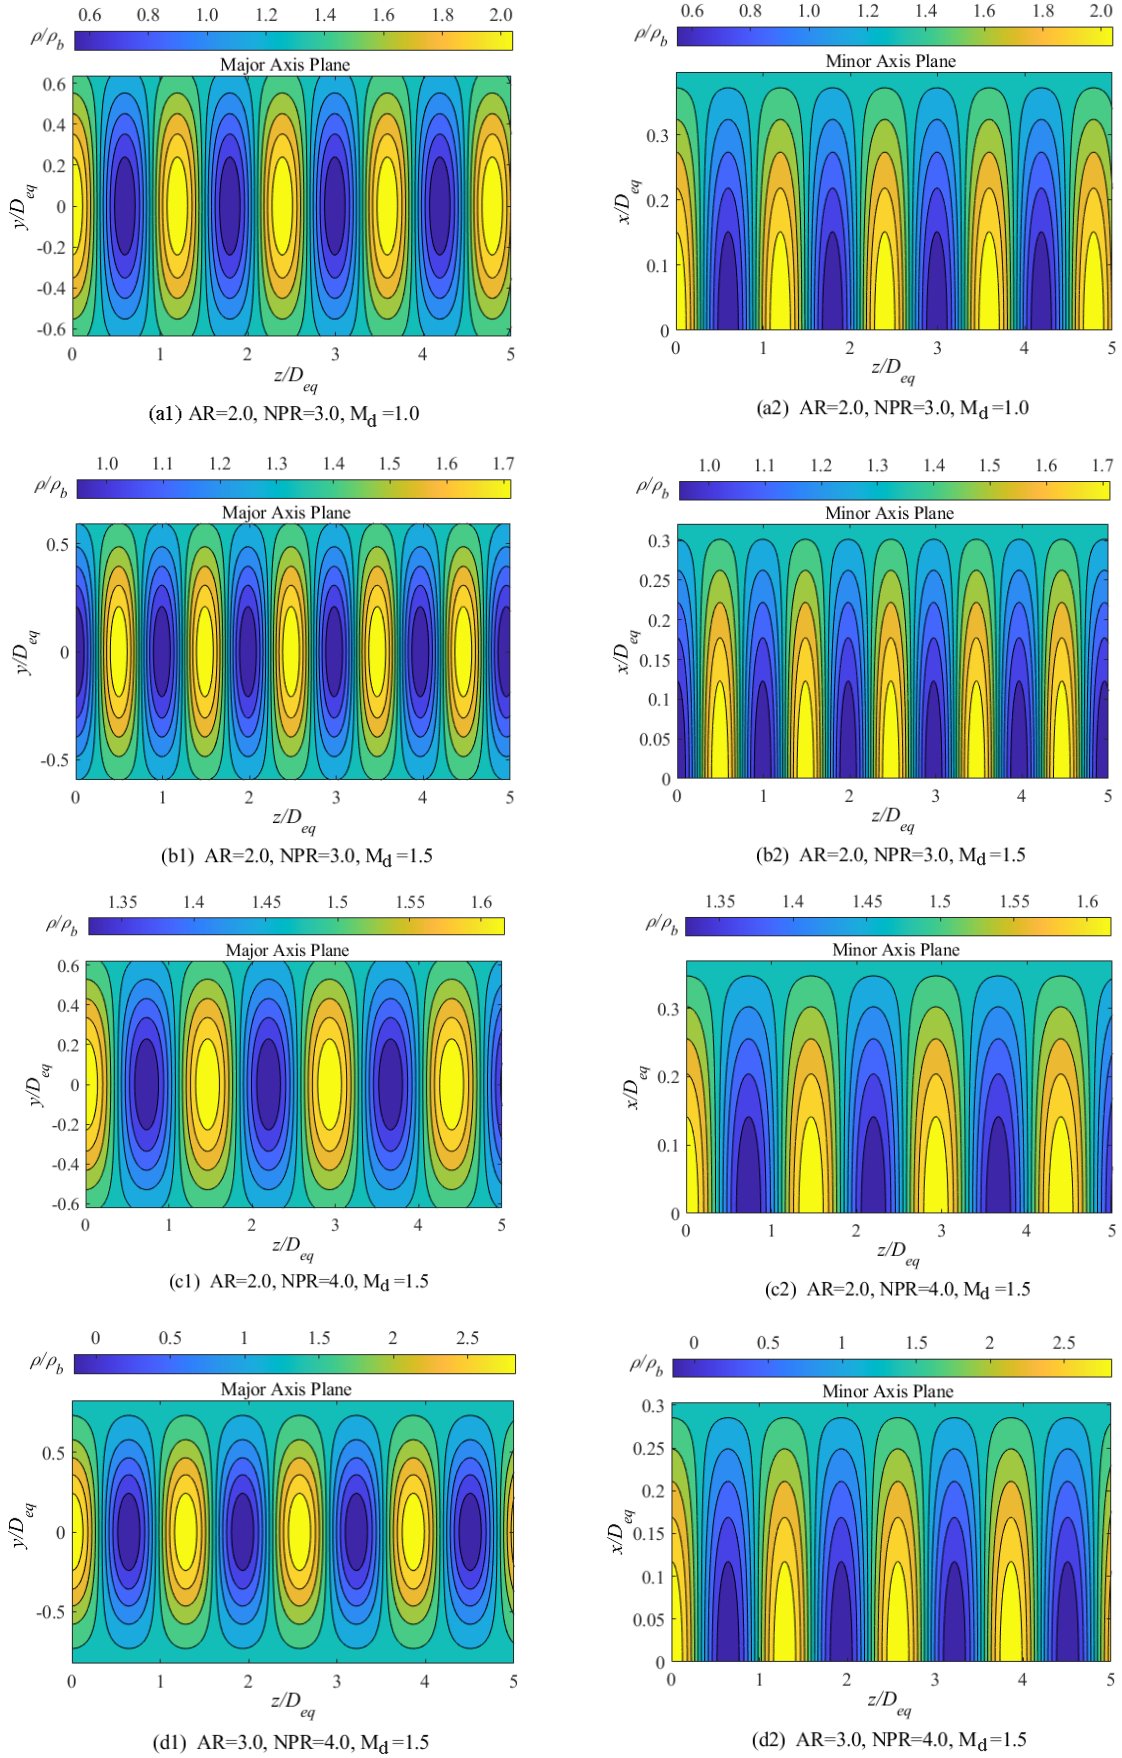 0.6 0.8 1.0 1.2 1.4 1.6 1.8 2.0
ρ/ρb
Major Axis Plane
0.6
0.4
0.2
0
-0.2
-0.4
-0.6
y/Deq
0 1 2 3 4 5
z/Deq
(a1) AR=2.0, NPR=3.0, Md =1.0
0.6 0.8 1.0 1.2 1.4 1.6 1.8 2.0
ρ/ρb
Minor Axis Plane
0.3
0.2
0.1
0
x/Deq
0 1 2 3 4 5
z/Deq
(a2) AR=2.0, NPR=3.0, Md =1.0
1.0 1.1 1.2 1.3 1.4 1.5 1.6 1.7
ρ/ρb
Major Axis Plane
0.5
0
-0.5
y/Deq
0 1 2 3 4 5
z/Deq
(b1) AR=2.0, NPR=3.0, Md =1.5
1.0 1.1 1.2 1.3 1.4 1.5 1.6 1.7
ρ/ρb
Minor Axis Plane
0.3
0.25
0.2
0.15
0.1
0.05
0
x/Deq
0 1 2 3 4 5
z/Deq
(b2) AR=2.0, NPR=3.0, Md =1.5
1.35 1.4 1.45 1.5 1.55 1.6
ρ/ρb
Major Axis Plane
0.6
0.4
0.2
0
-0.2
-0.4
-0.6
y/Deq
0 1 2 3 4 5
z/Deq
(c1) AR=2.0, NPR=4.0, Md =1.5
1.35 1.4 1.45 1.5 1.55 1.6
ρ/ρb
Minor Axis Plane
0.3
0.2
0.1
0
x/Deq
0 1 2 3 4 5
z/Deq
(c2) AR=2.0, NPR=4.0, Md =1.5
0 0.5 1 1.5 2 2.5
ρ/ρb
Major Axis Plane
0.5
0
-0.5
y/Deq
0 1 2 3 4 5
z/Deq
(d1) AR=3.0, NPR=4.0, Md =1.5
0 0.5 1 1.5 2 2.5
ρ/ρb
Minor Axis Plane
0.3
0.25
0.2
0.15
0.1
0.05
0
x/Deq
0 1 2 3 4 5
z/Deq
(d2) AR=3.0, NPR=4.0, Md =1.5